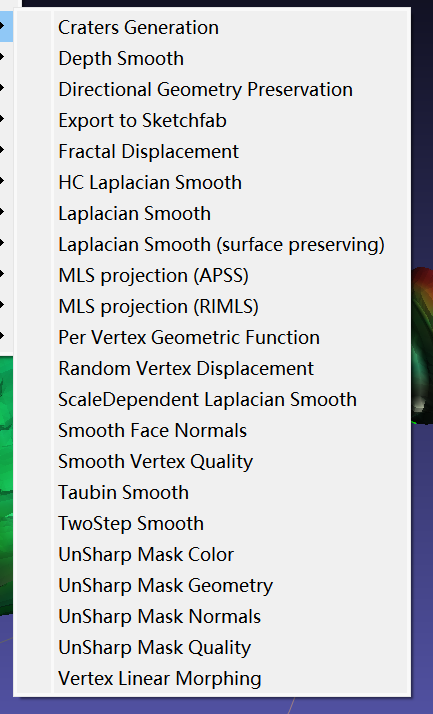 Craters Generation
Depth Smooth
Directional Geometry Preservation
Export to Sketchfab
Fractal Displacement
HC Laplacian Smooth
Laplacian Smooth
Laplacian Smooth (surface preserving)
MLS projection (APSS)
MLS projection (RIMLS)
Per Vertex Geometric Function
Random Vertex Displacement
ScaleDependent Laplacian Smooth
Smooth Face Normals
Smooth Vertex Quality
Taubin Smooth
TwoStep Smooth
UnSharp Mask Color
UnSharp Mask Geometry
UnSharp Mask Normals
UnSharp Mask Quality
Vertex Linear Morphing